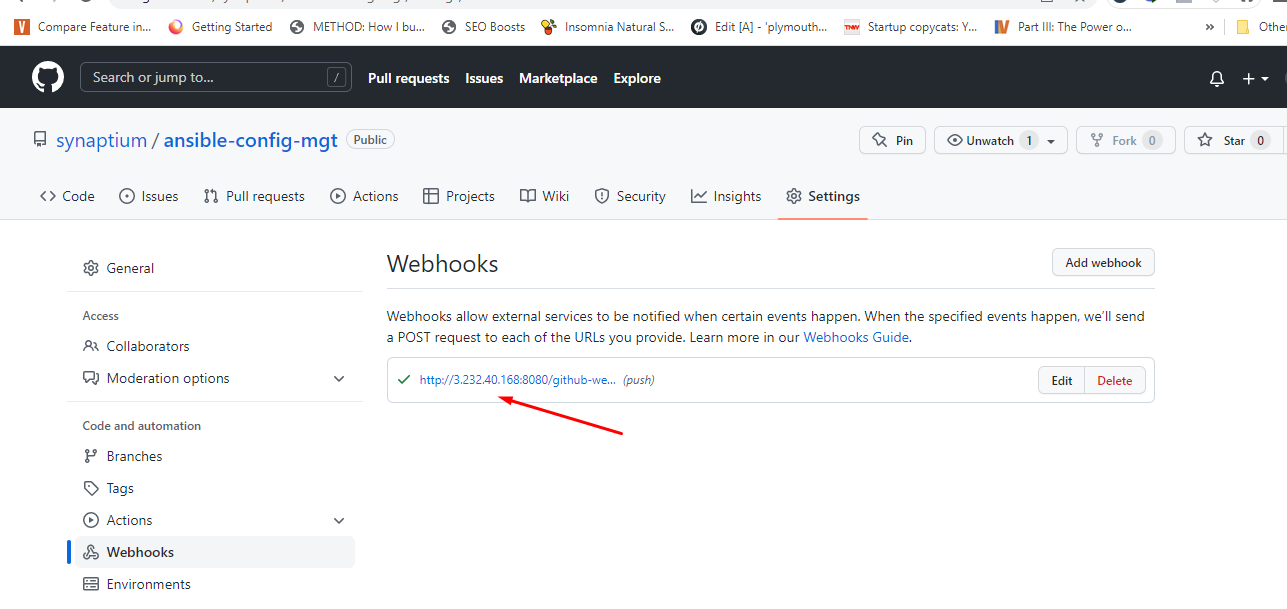 Compare Feature in... Getting Started METHOD: How I bu... SEO Boosts Insomnia Natural S... Edit [A] - 'plymouth... TNW Startup copycats: Y... Part III: The Power o... » Othe
Search or jump to... / Pull requests Issues Marketplace Explore
synaptium / ansible-config-mgt Public Pin Unwatch 1 Fork 0 Star 0
Code Issues Pull requests Actions Projects Wiki Security Insights Settings
General
Access
Collaborators
Moderation options
Code and automation
Branches
Tags
Actions
Webhooks
Environments
Webhooks Add webhook
Webhooks allow external services to be notified when certain events happen. When the specified events happen, we'll send
a POST request to each of the URLs you provide. Learn more in our Webhooks Guide.
http://3.232.40.168:8080/github-we... (push) Edit Delete